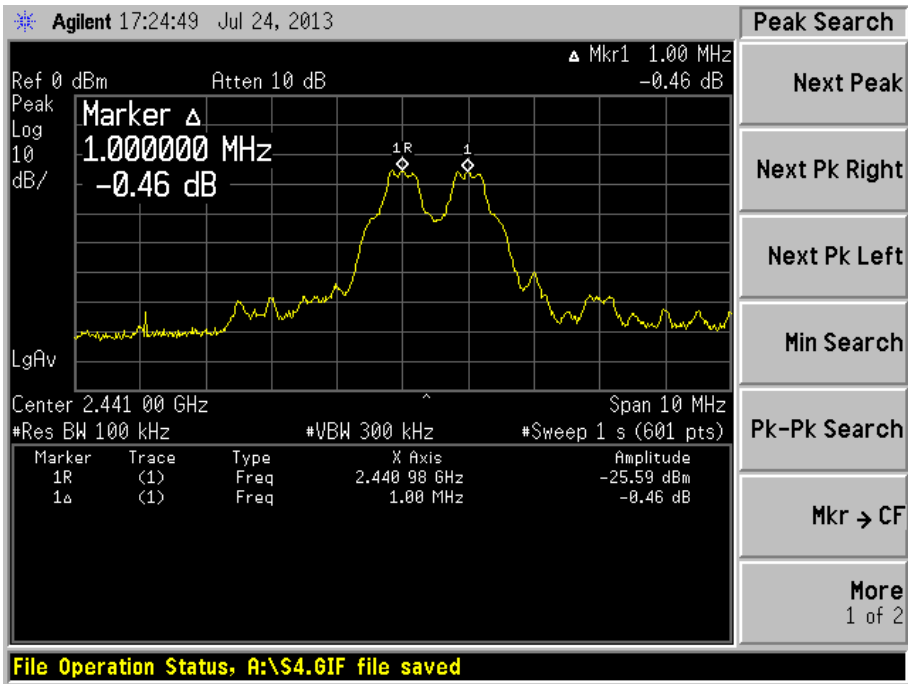 Agilent 17:24:49 Jul 24, 2013
Peak Search
Δ Mkr1 1.00 MHz
Ref 0 dBm Atten 10 dB -0.46 dB
Peak
Log
10
dB/
Marker Δ
1.000000 MHz
-0.46 dB
1R 1
LgAv
Center 2.441 00 GHz ^ Span 10 MHz
#Res BW 100 kHz #VBW 300 kHz #Sweep 1 s (601 pts)
Marker Trace Type X Axis Amplitude
1R (1) Freq 2.440 98 GHz -25.59 dBm
1Δ (1) Freq 1.00 MHz -0.46 dB
Next Peak
Next Pk Right
Next Pk Left
Min Search
Pk-Pk Search
Mkr → CF
More
1 of 2
File Operation Status, A:\S4.GIF file saved